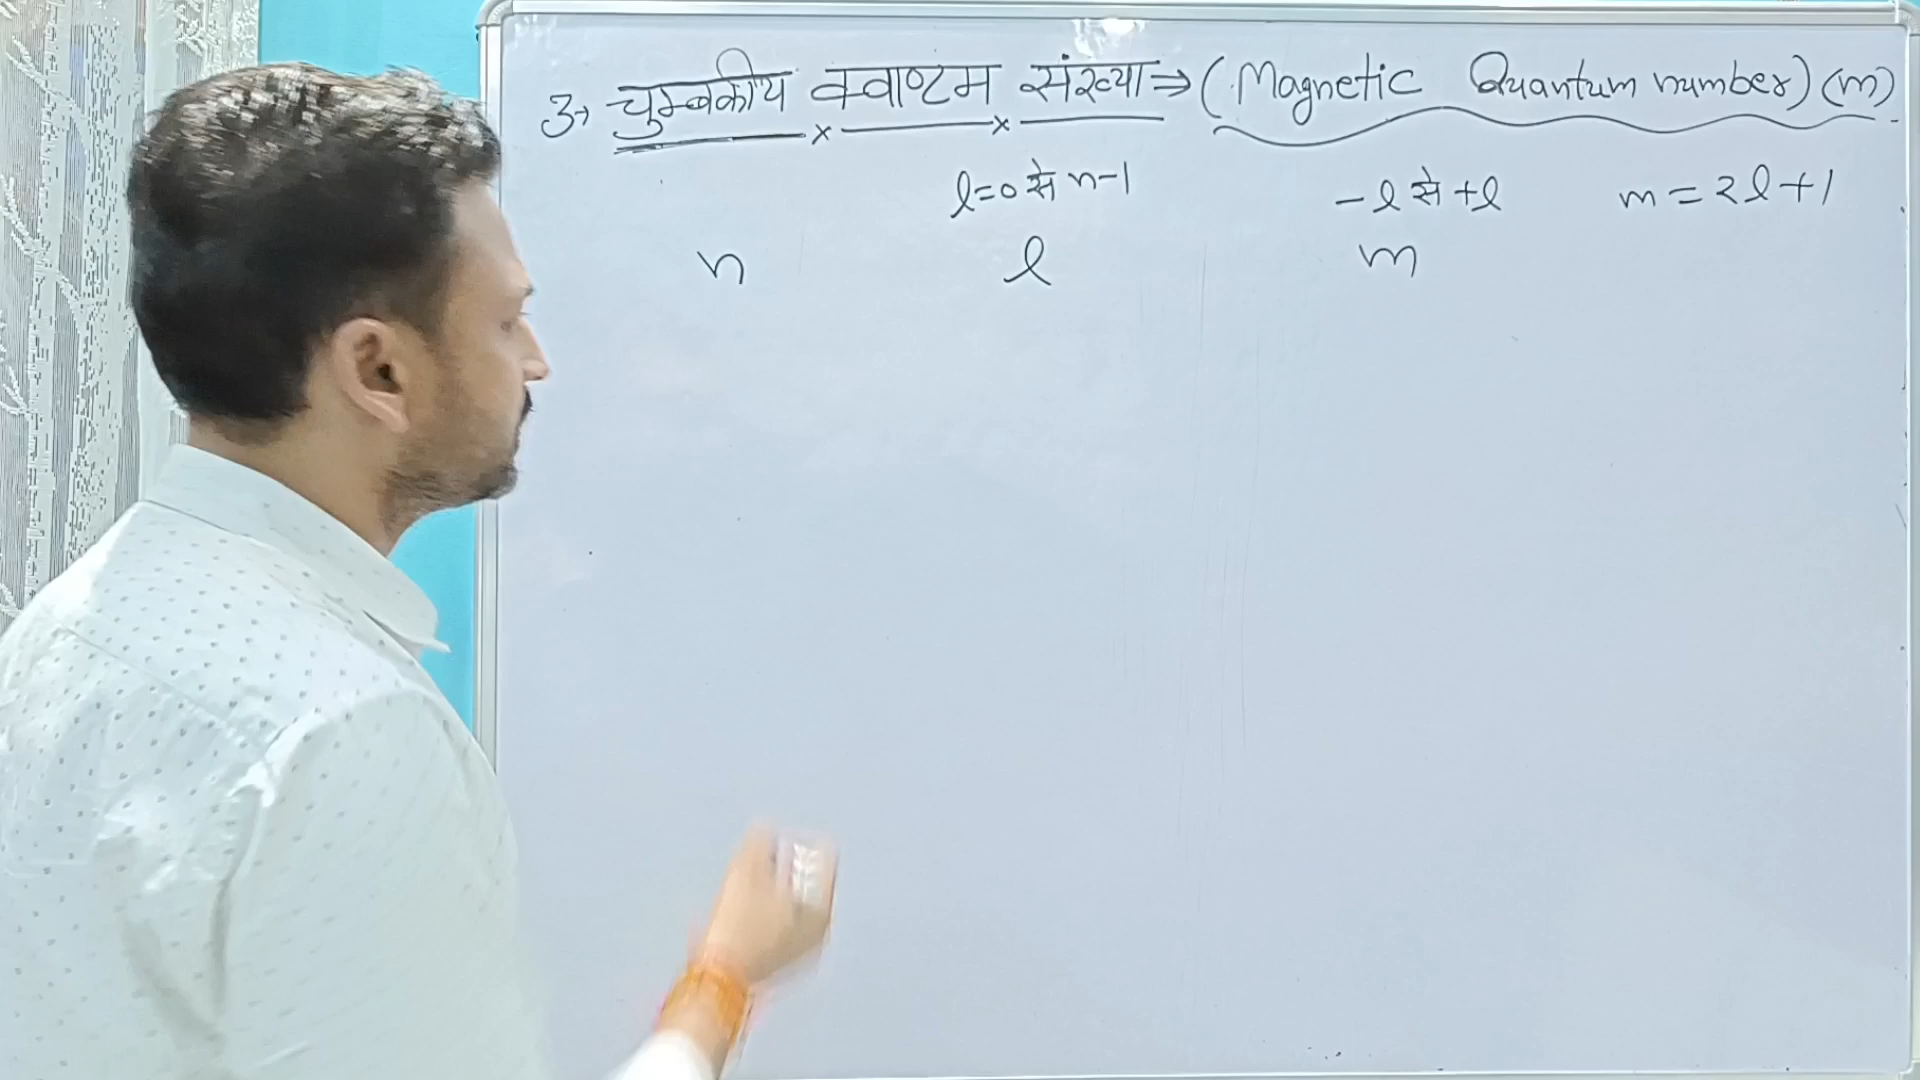 3→ चुम्बकीय क्वाण्टम संख्या ⇒ (Magnetic Quantum number) (m)
l=0 से n-1 -l से +l m = 2l+1
n l m